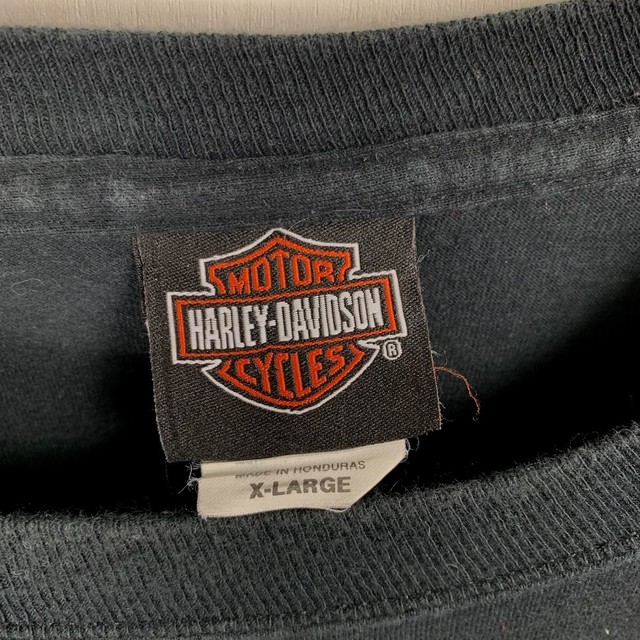 MOTOR
HARLEY-DAVIDSON
CYCLES
®
MADE IN HONDURAS
X-LARGE